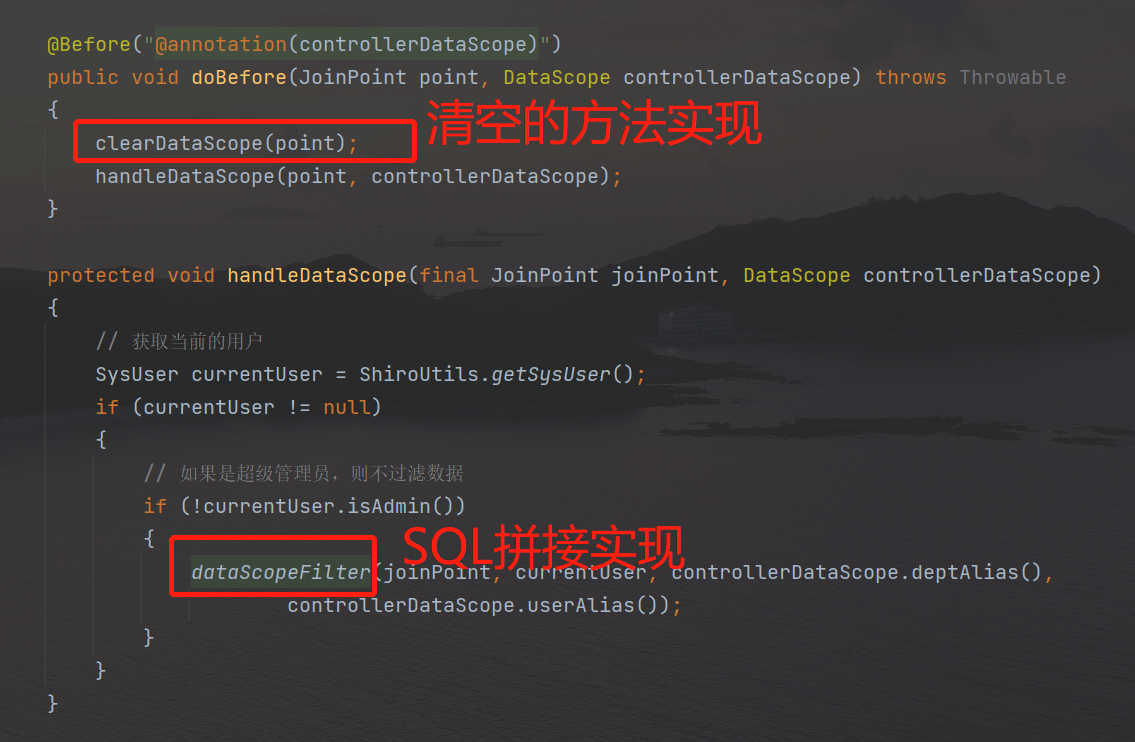 @Before("@annotation(controllerDataScope)")
public void doBefore(JoinPoint point, DataScope controllerDataScope) throws Throwable
{
清空的方法实现
clearDataScope(point);
handleDataScope(point, controllerDataScope);
}
protected void handleDataScope(final JoinPoint joinPoint, DataScope controllerDataScope)
{
// 获取当前的用户
SysUser currentUser = ShiroUtils.getSysUser();
if (currentUser != null)
{
// 如果是超级管理员，则不过滤数据
if (!currentUser.isAdmin())
{
SQL拼接实现
dataScopeFilter(joinPoint, currentUser, controllerDataScope.deptAlias(),
controllerDataScope.userAlias());
}
}
}